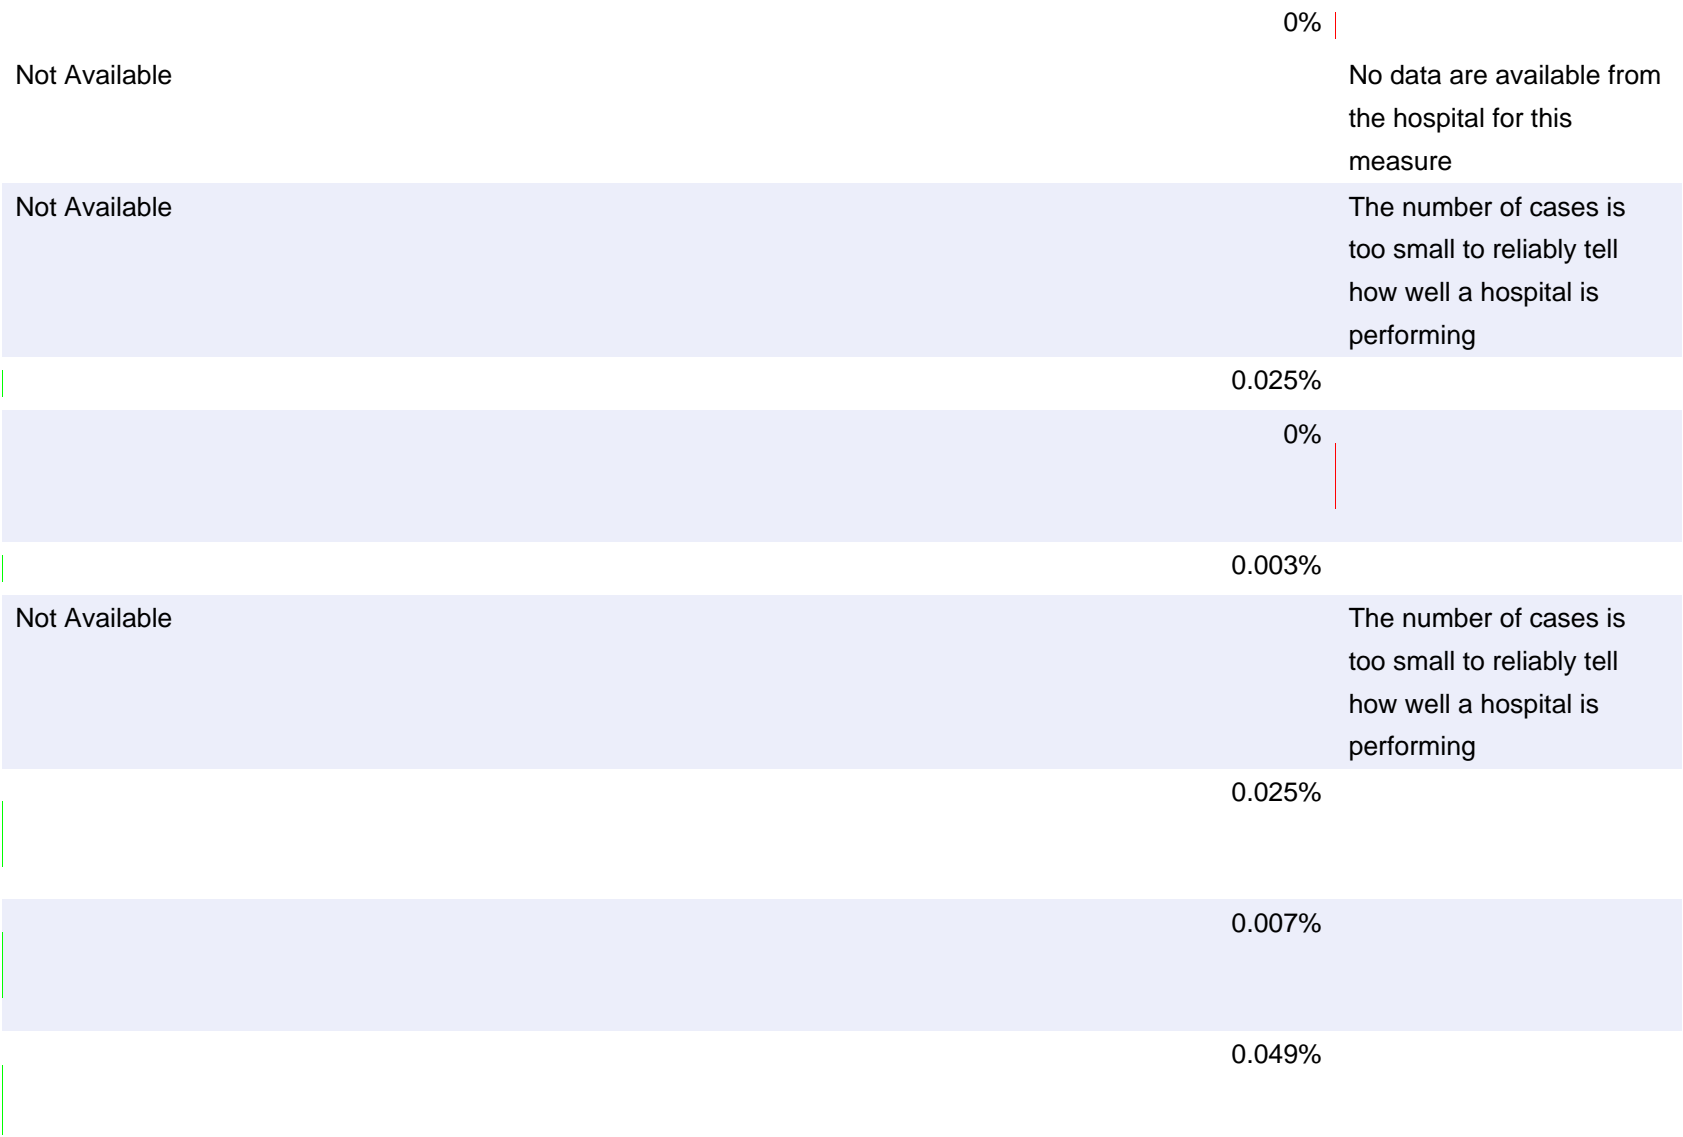 0%
Not Available
No data are available from
the hospital for this
measure
Not Available
The number of cases is
too small to reliably tell
how well a hospital is
performing
0.025%
0%
0.003%
Not Available
The number of cases is
too small to reliably tell
how well a hospital is
performing
0.025%
0.007%
0.049%